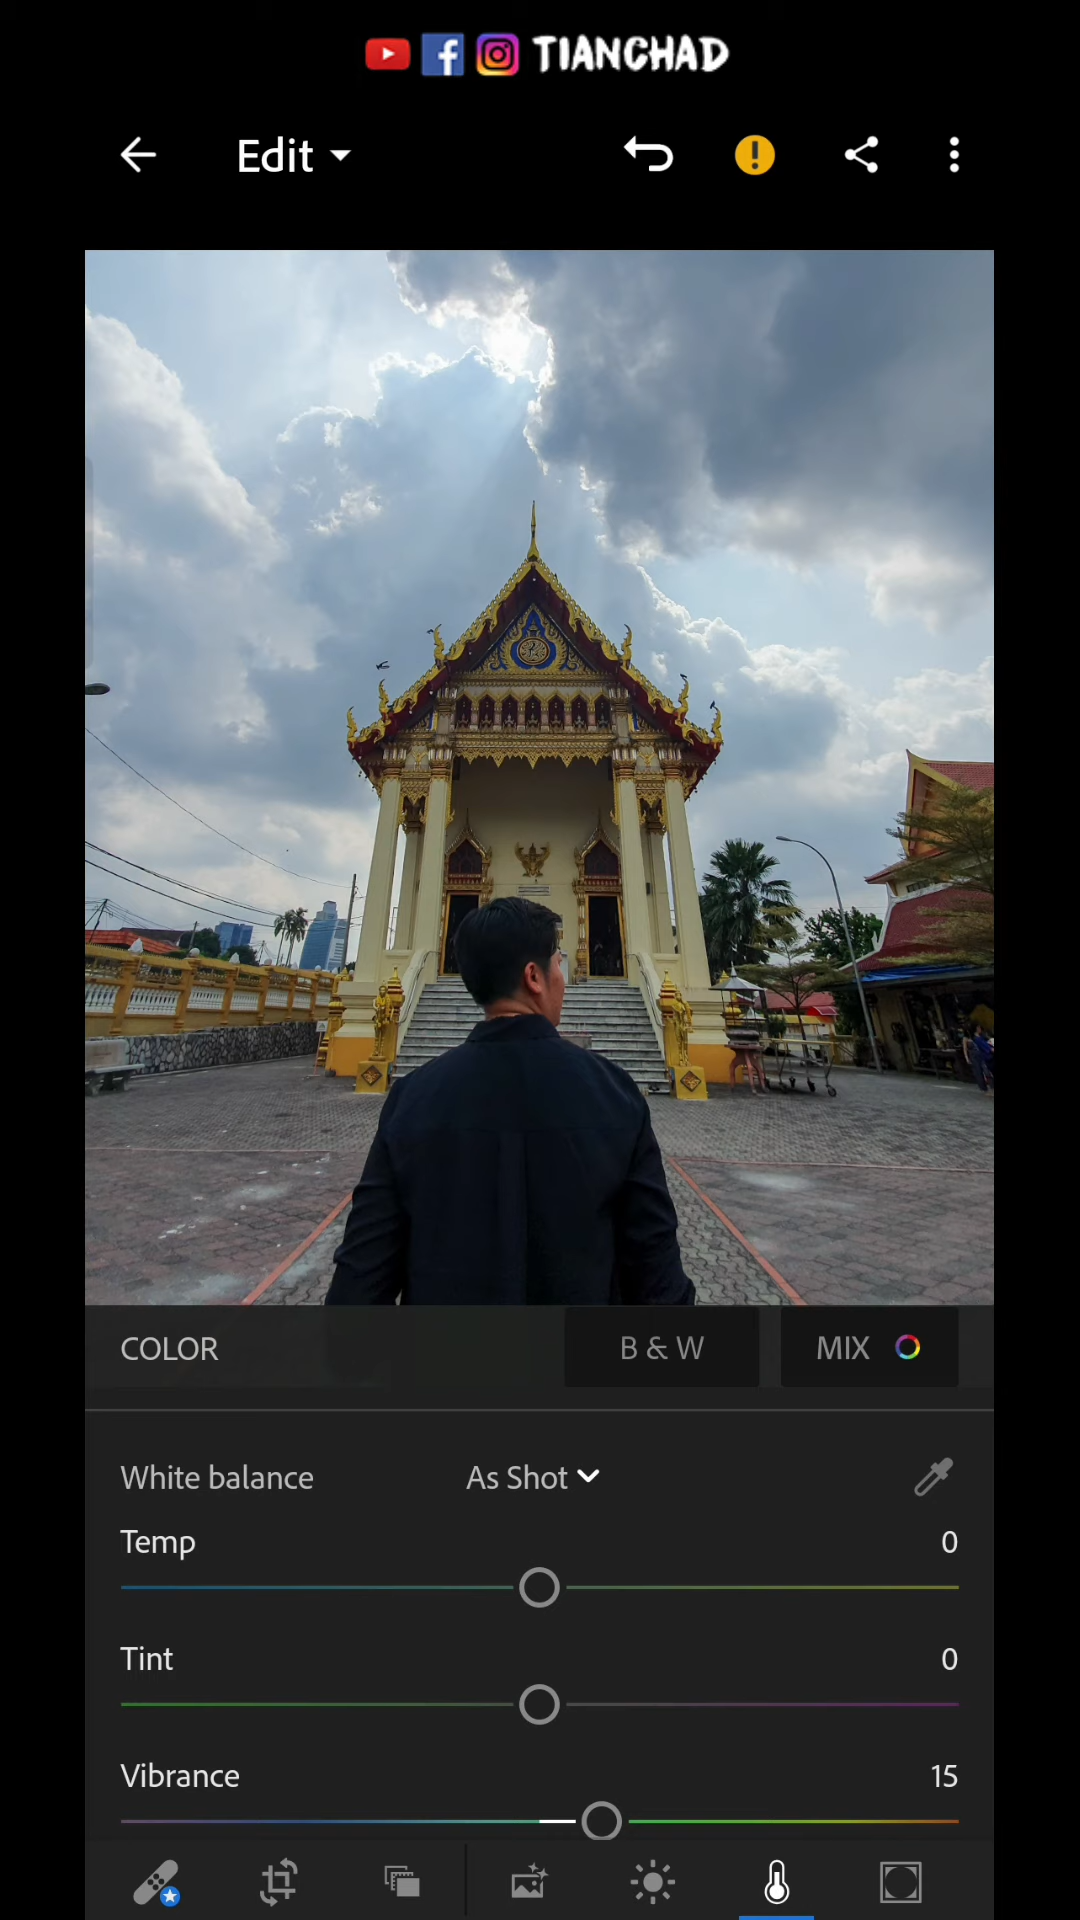 TIANCHAD
Edit
COLOR
B & W
MIX
White balance
As Shot
Temp
0
Tint
0
Vibrance
15